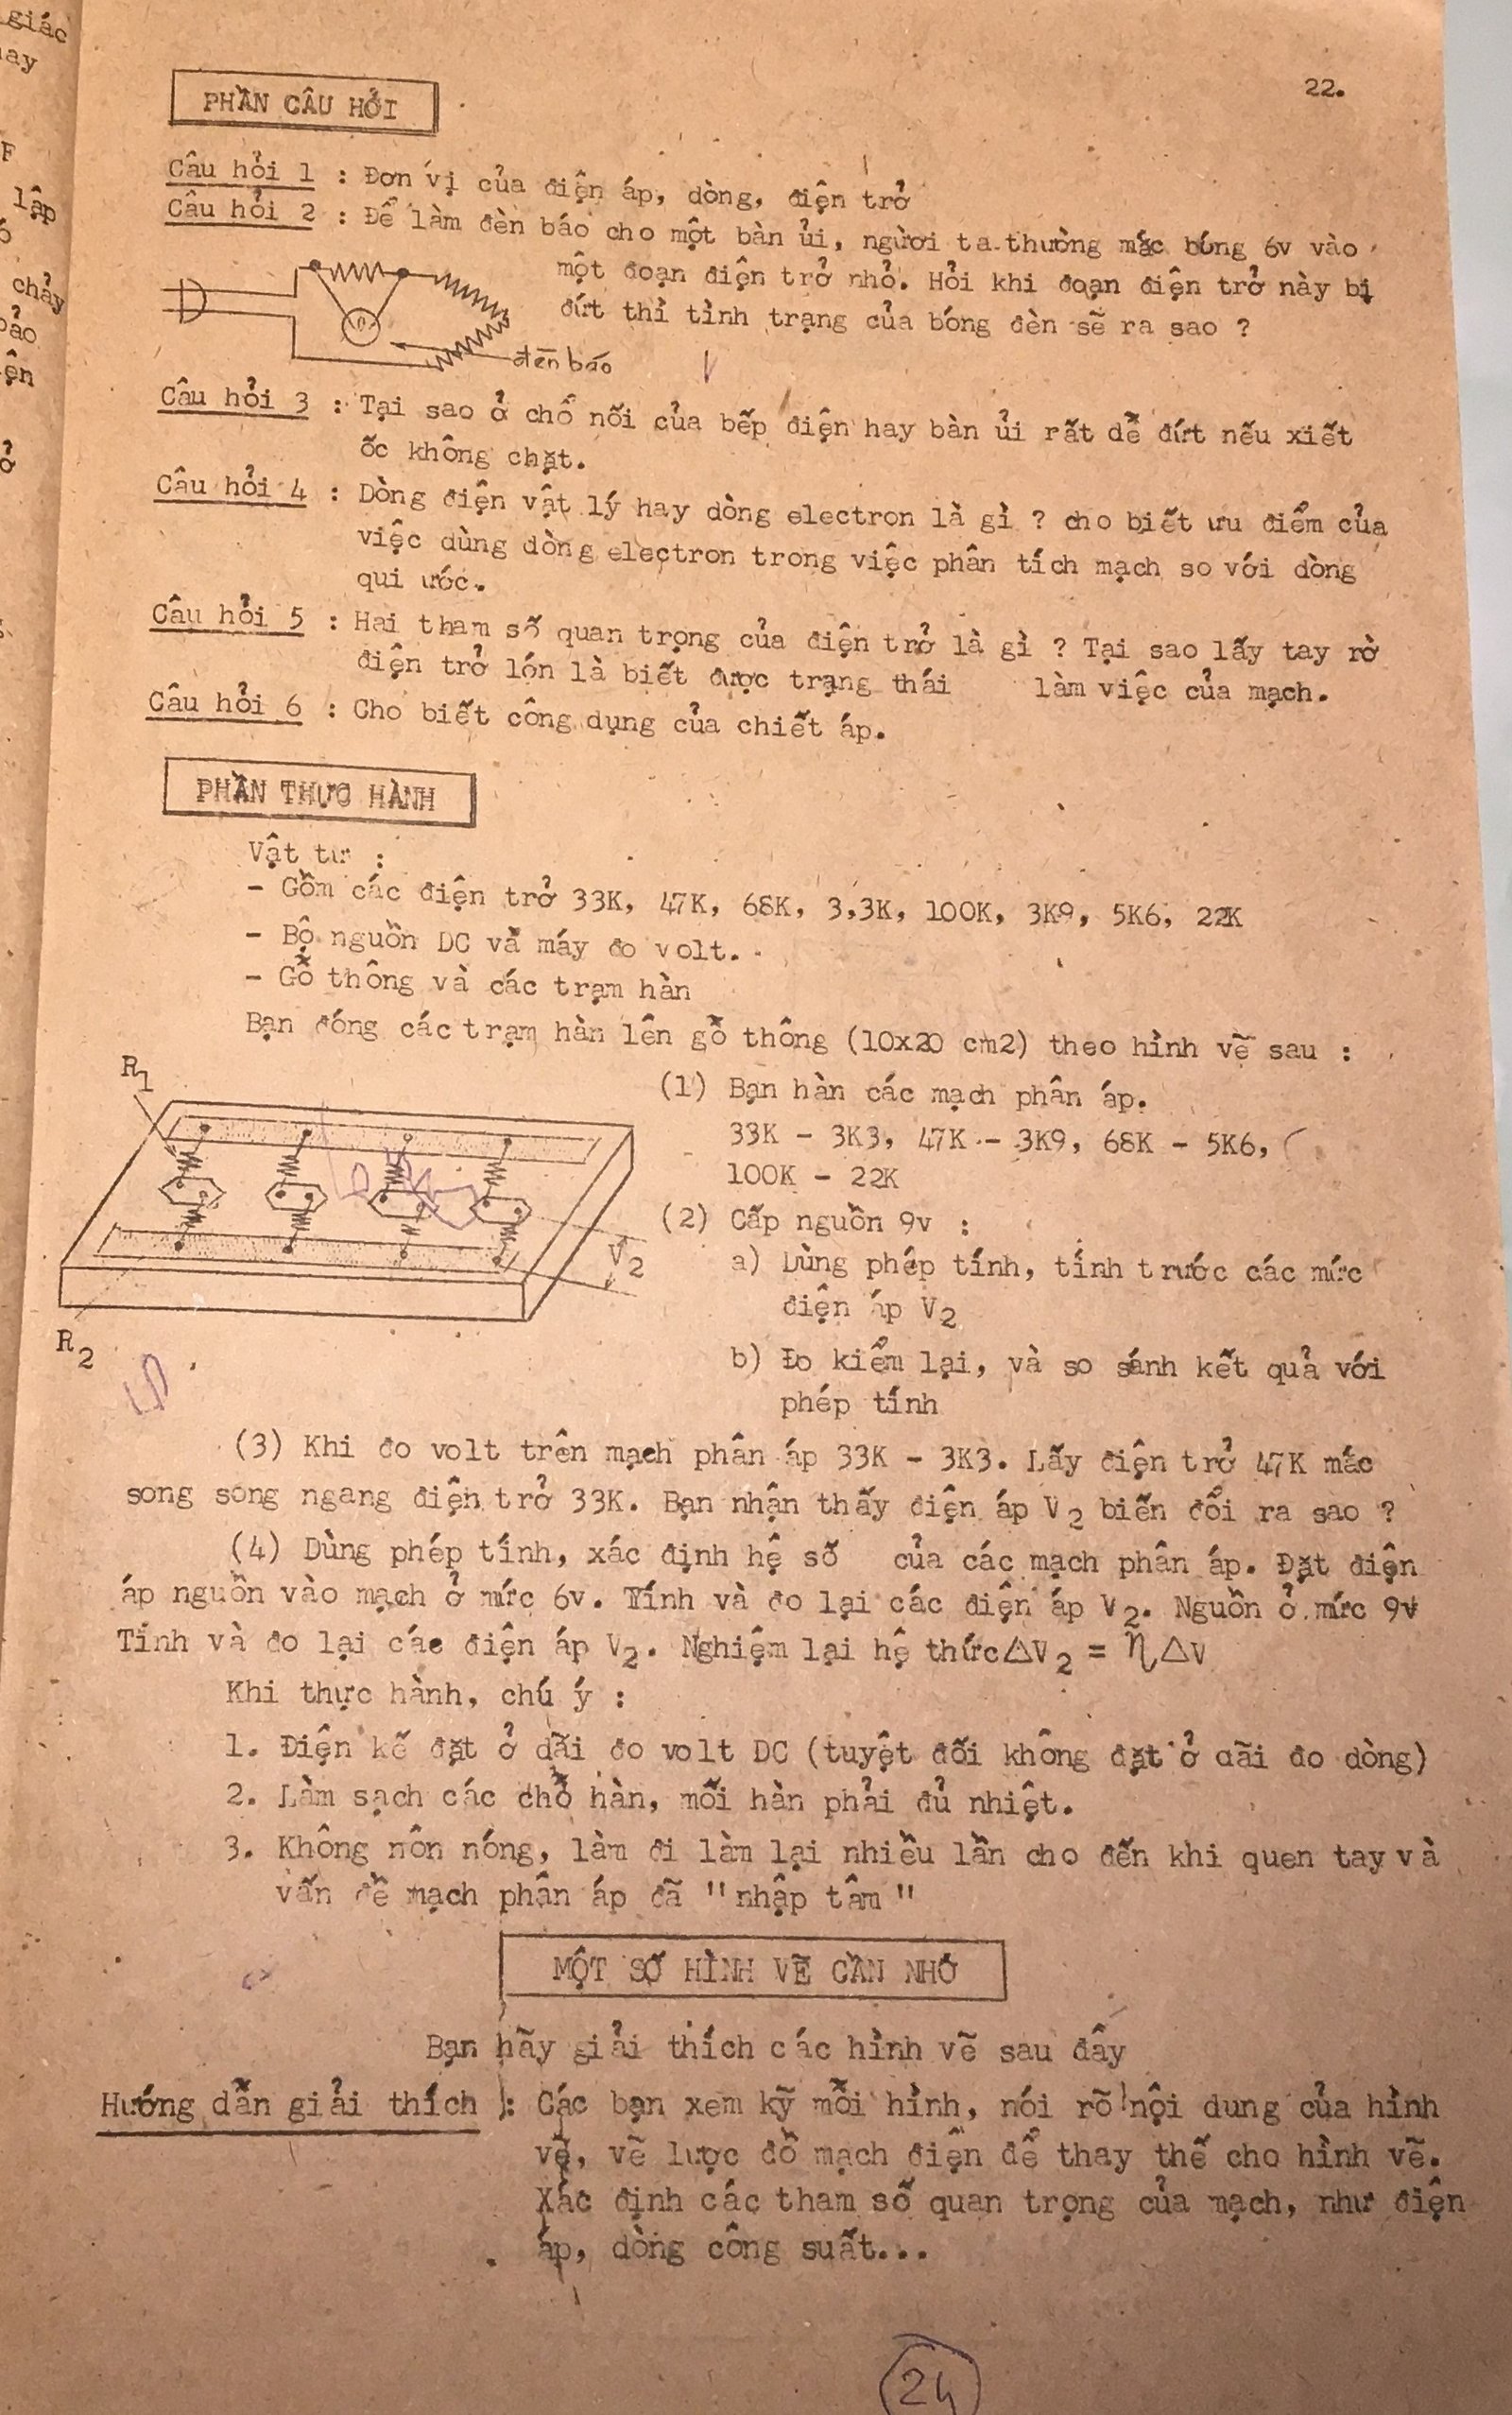 giác
hay
F
lập
chảy
bảo
ện
22.
PHẦN CÂU HỎI
Câu hỏi 1 : Đơn vị của điện áp, dòng, điện trở
Câu hỏi 2 : Để làm đèn báo cho một bàn ủi, người ta thường mắc bóng 6v vào
một đoạn điện trở nhỏ. Hỏi khi đoạn điện trở này bị
đứt thì tình trạng của bóng đèn sẽ ra sao ?
đèn báo
Câu hỏi 3 : Tại sao ở chỗ nối của bếp điện hay bàn ủi rất dễ đứt nếu xiết
ốc không chặt.
Câu hỏi 4 : Dòng điện vật lý hay dòng electron là gì ? cho biết ưu điểm của
việc dùng dòng electron trong việc phân tích mạch so với dòng
qui ước.
Câu hỏi 5 : Hai tham số quan trọng của điện trở là gì ? Tại sao lấy tay rờ
điện trở lớn là biết được trạng thái làm việc của mạch.
Câu hỏi 6 : Cho biết công dụng của chiết áp.
PHẦN THỰC HÀNH
Vật tư :
- Gồm các điện trở 33K, 47K, 68K, 3,3K, 100K, 3K9, 5K6, 22K
- Bộ nguồn DC và máy đo volt.
- Gỗ thông và các trạm hàn
Bạn đóng các trạm hàn lên gỗ thông (10x20 cm2) theo hình vẽ sau :
R1
(1) Bạn hàn các mạch phân áp.
33K - 3K3, 47K - 3K9, 68K - 5K6,
100K - 22K
(2) Cấp nguồn 9v :
V2
a) Dùng phép tính, tính trước các mức
điện áp V2
R2
b) Đo kiểm lại, và so sánh kết quả với
phép tính
(3) Khi đo volt trên mạch phân áp 33K - 3K3. Lấy điện trở 47K mắc
song song ngang điện trở 33K. Bạn nhận thấy điện áp V2 biến đổi ra sao ?
(4) Dùng phép tính, xác định hệ số của các mạch phân áp. Đặt điện
áp nguồn vào mạch ở mức 6v. Tính và đo lại các điện áp V2. Nguồn ở mức 9v
Tính và đo lại các điện áp V2. Nghiệm lại hệ thức △V2 = η△V
Khi thực hành, chú ý :
1. Điện kế đặt ở dãi đo volt DC (tuyệt đối không đặt ở dãi đo dòng)
2. Làm sạch các chỗ hàn, mối hàn phải đủ nhiệt.
3. Không nôn nóng, làm đi làm lại nhiều lần cho đến khi quen tay và
vấn đề mạch phân áp đã "nhập tâm"
MỘT SỐ HÌNH VẼ CẦN NHỚ
Bạn hãy giải thích các hình vẽ sau đây
Hướng dẫn giải thích : Các bạn xem kỹ mỗi hình, nói rõ nội dung của hình
vẽ, vẽ lược đồ mạch điện để thay thế cho hình vẽ.
Xác định các tham số quan trọng của mạch, như điện
áp, dòng công suất...
24